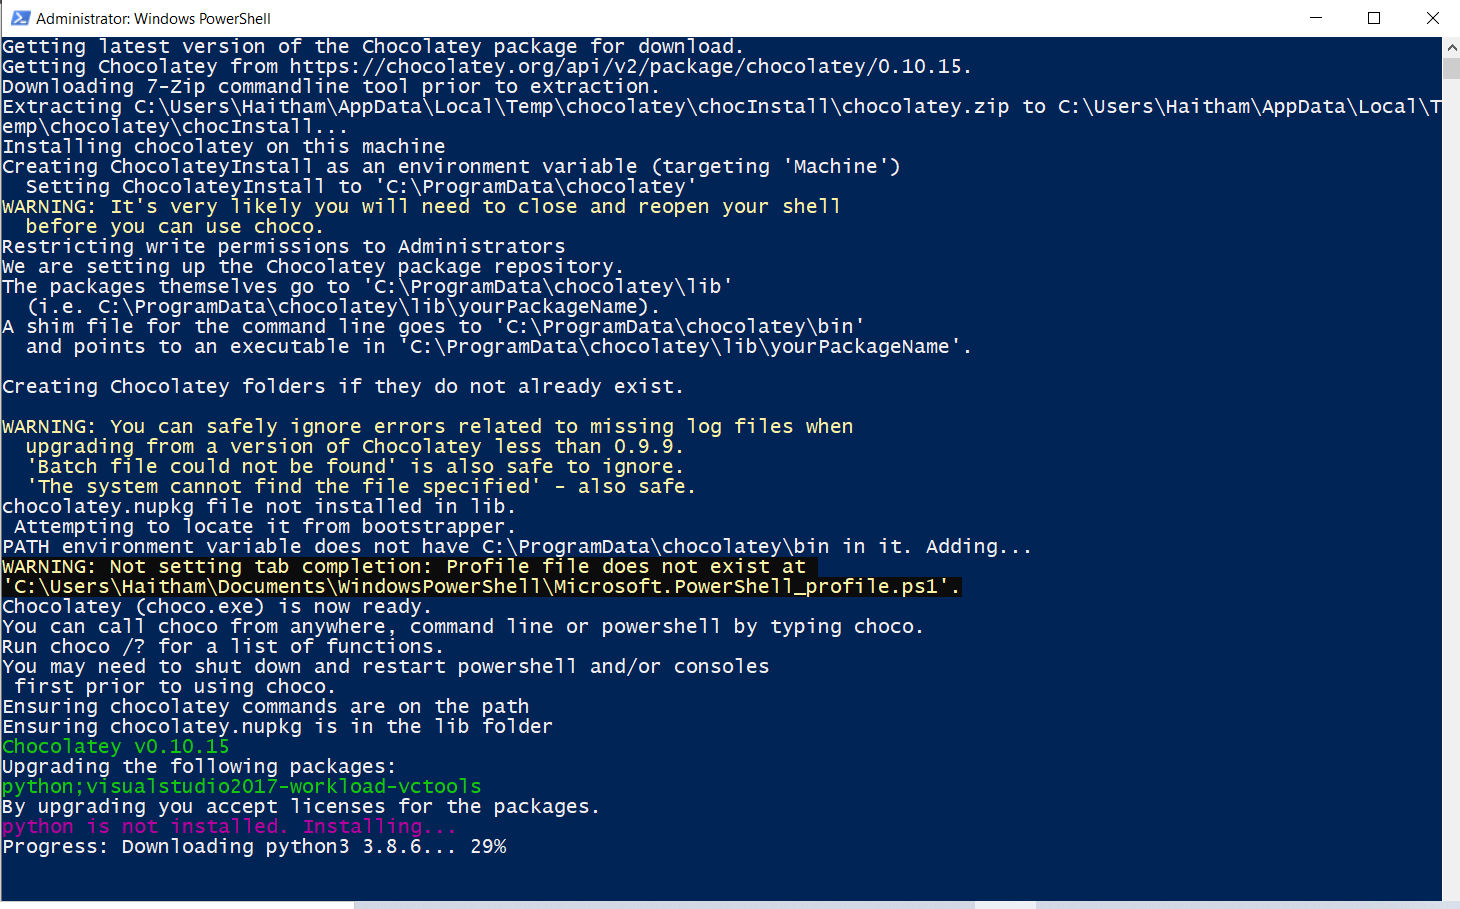 Administrator: Windows PowerShell
Getting latest version of the Chocolatey package for download.
Getting Chocolatey from https://chocolatey.org/api/v2/package/chocolatey/0.10.15.
Downloading 7-Zip commandline tool prior to extraction.
Extracting C:\Users\Haitham\AppData\Local\Temp\chocolatey\chocInstall\chocolatey.zip to C:\Users\Haitham\AppData\Local\T
emp\chocolatey\chocInstall...
Installing chocolatey on this machine
Creating ChocolateyInstall as an environment variable (targeting 'Machine')
  Setting ChocolateyInstall to 'C:\ProgramData\chocolatey'
WARNING: It's very likely you will need to close and reopen your shell
  before you can use choco.
Restricting write permissions to Administrators
We are setting up the Chocolatey package repository.
The packages themselves go to 'C:\ProgramData\chocolatey\lib'
  (i.e. C:\ProgramData\chocolatey\lib\yourPackageName).
A shim file for the command line goes to 'C:\ProgramData\chocolatey\bin'
  and points to an executable in 'C:\ProgramData\chocolatey\lib\yourPackageName'.
Creating Chocolatey folders if they do not already exist.
WARNING: You can safely ignore errors related to missing log files when
  upgrading from a version of Chocolatey less than 0.9.9.
  'Batch file could not be found' is also safe to ignore.
  'The system cannot find the file specified' - also safe.
chocolatey.nupkg file not installed in lib.
 Attempting to locate it from bootstrapper.
PATH environment variable does not have C:\ProgramData\chocolatey\bin in it. Adding...
WARNING: Not setting tab completion: Profile file does not exist at
'C:\Users\Haitham\Documents\WindowsPowerShell\Microsoft.PowerShell_profile.ps1'.
Chocolatey (choco.exe) is now ready.
You can call choco from anywhere, command line or powershell by typing choco.
Run choco /? for a list of functions.
You may need to shut down and restart powershell and/or consoles
 first prior to using choco.
Ensuring chocolatey commands are on the path
Ensuring chocolatey.nupkg is in the lib folder
Chocolatey v0.10.15
Upgrading the following packages:
python;visualstudio2017-workload-vctools
By upgrading you accept licenses for the packages.
python is not installed. Installing...
Progress: Downloading python3 3.8.6... 29%